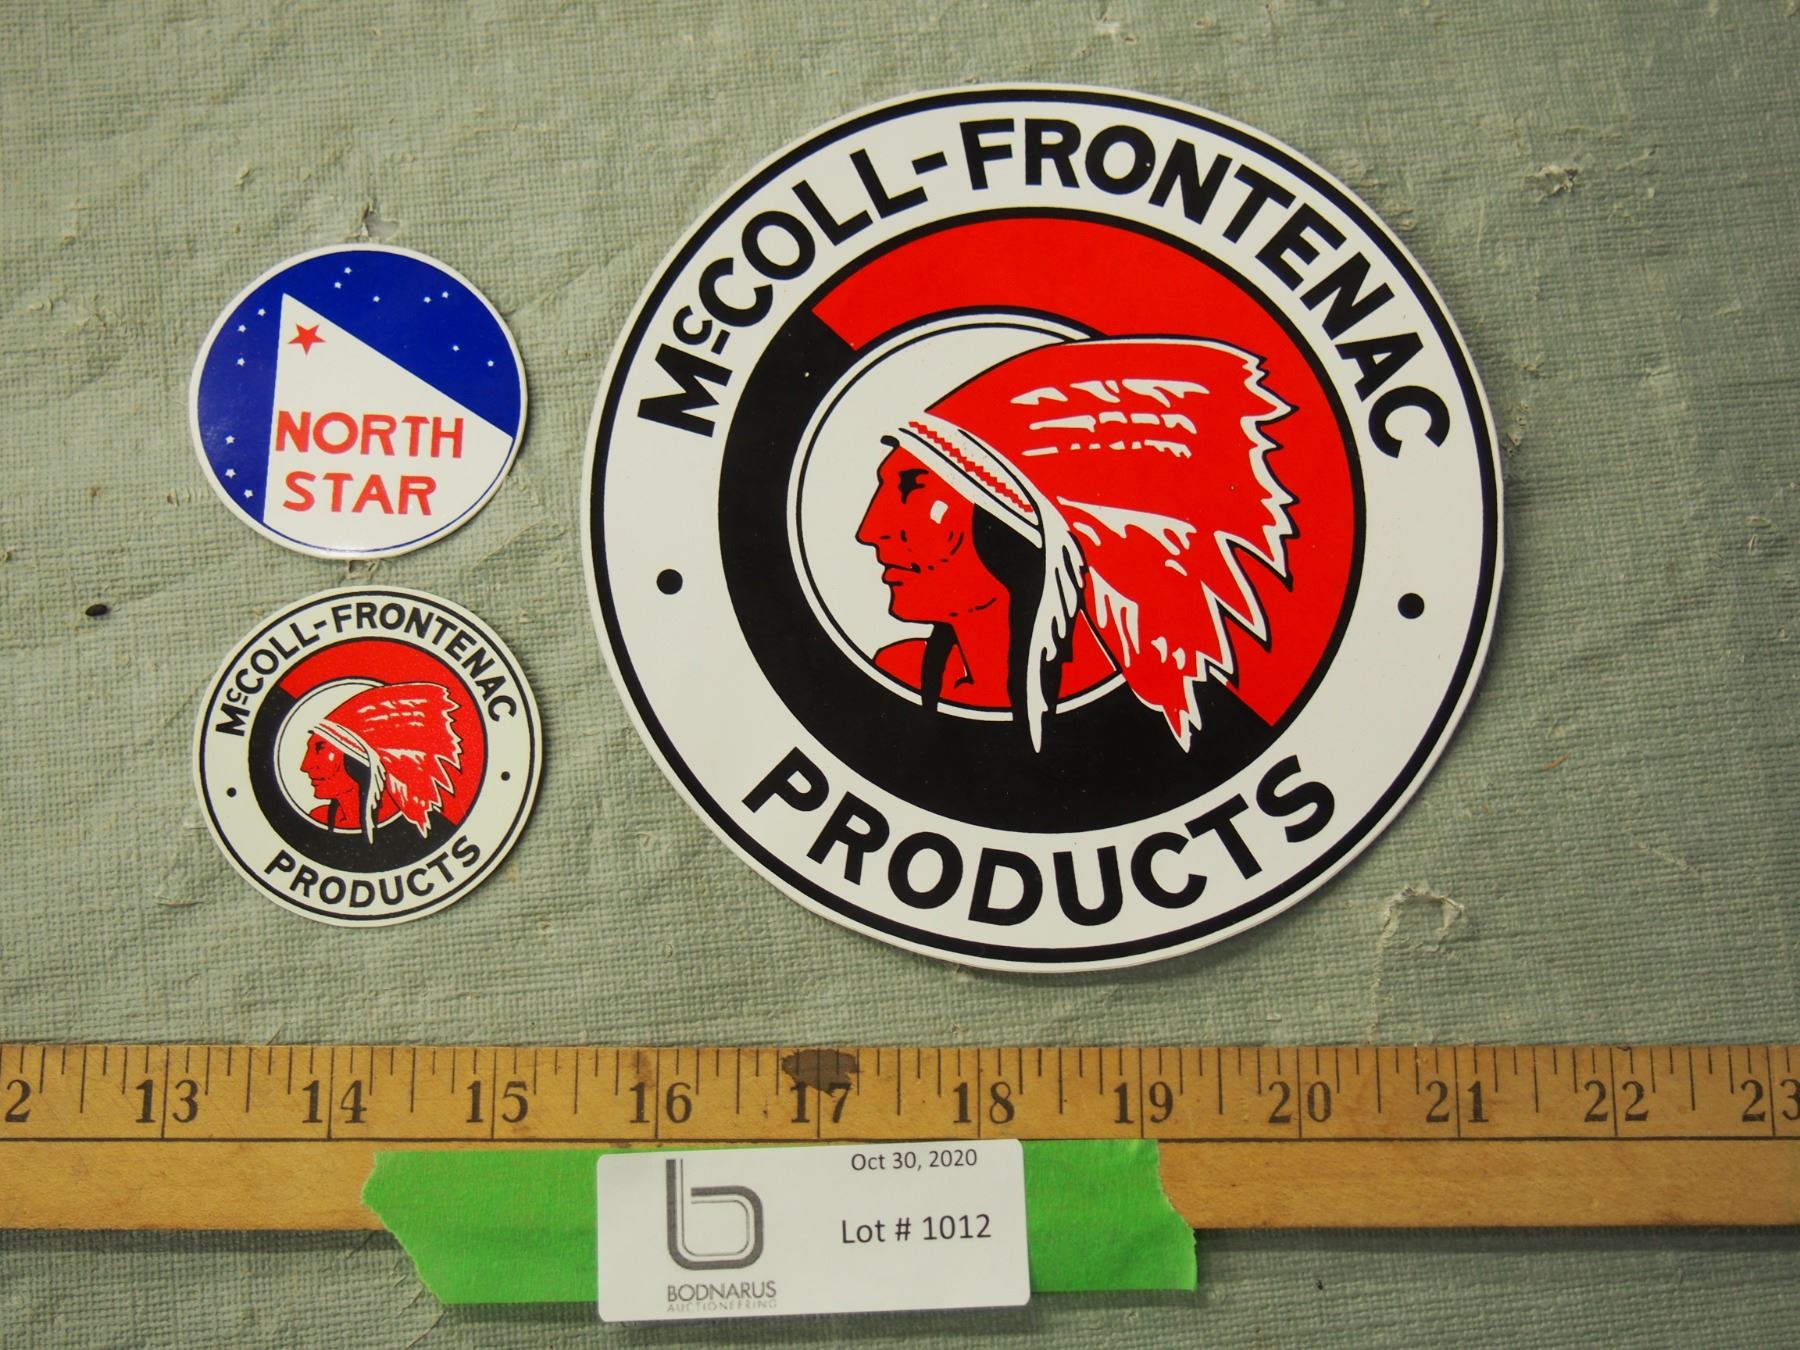 NORTH
STAR
McCOLL-FRONTENAC
PRODUCTS
McCOLL-FRONTENAC
PRODUCTS
2 13 14 15 16 17 18 19 20 21 22 23
Oct 30, 2020
Lot # 1012
BODNARUS
AUCTIONEERING